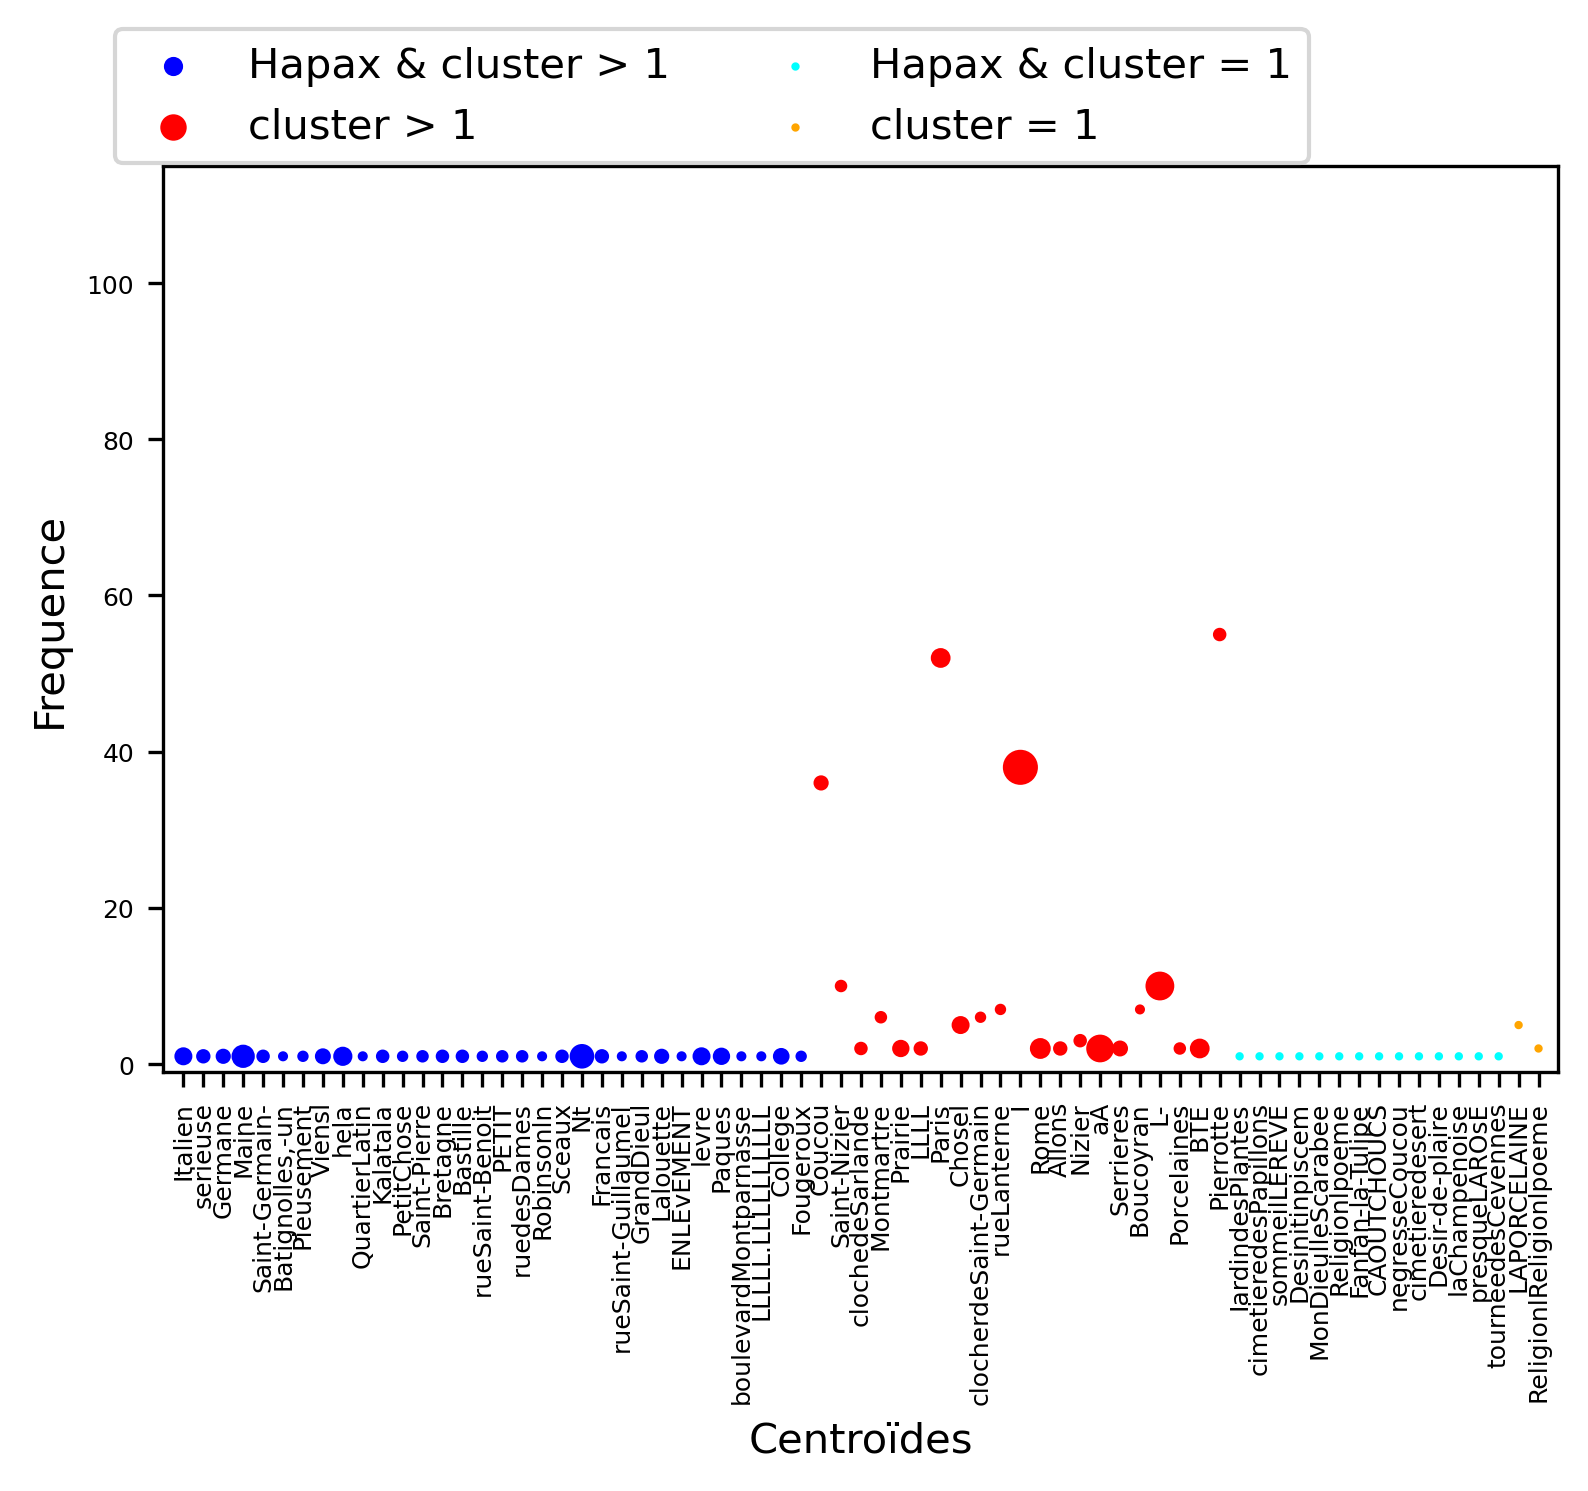 Hapax & cluster > 1
cluster > 1
Hapax & cluster = 1
cluster = 1
Frequence
100
80
60
40
20
0
Italien
serieuse
Germane
Maine
Saint-Germain-
Batignolles,-un
Pieusement
Viensl
hela
QuartierLatin
Kalatala
PetitChose
Saint-Pierre
Bretagne
Bastille
rueSaint-Benoit
PETIT
ruedesDames
RobinsonIn
Sceaux
Nt
Francais
rueSaint-Guillaumel
GrandDieul
Lalouette
ENLEvEMENT
levre
Paques
boulevardMontparnasse
LLLLL.LLLLLLLLLL
College
Fougeroux
Coucou
Saint-Nizier
clochedeSarlande
Montmartre
Prairie
LLLL
Paris
Chosel
clocherdeSaint-Germain
rueLanterne
I
Rome
Allons
Nizier
aA
Serrieres
Boucoyran
L-
Porcelaines
BTE
Pierrotte
JardindesPlantes
cimetieredesPapillons
sommeilLEREVE
Desinitinpiscem
MonDieulleScarabee
Religionlpoeme
Fanfan-la-Tulipe
CAOUTCHOUCS
negresseCoucou
cimetieredesert
Desir-de-plaire
laChampenoise
presqueLAROsE
tourneedesCevennes
LAPORCELAINE
ReligionlReligionlpoeme
Centroïdes